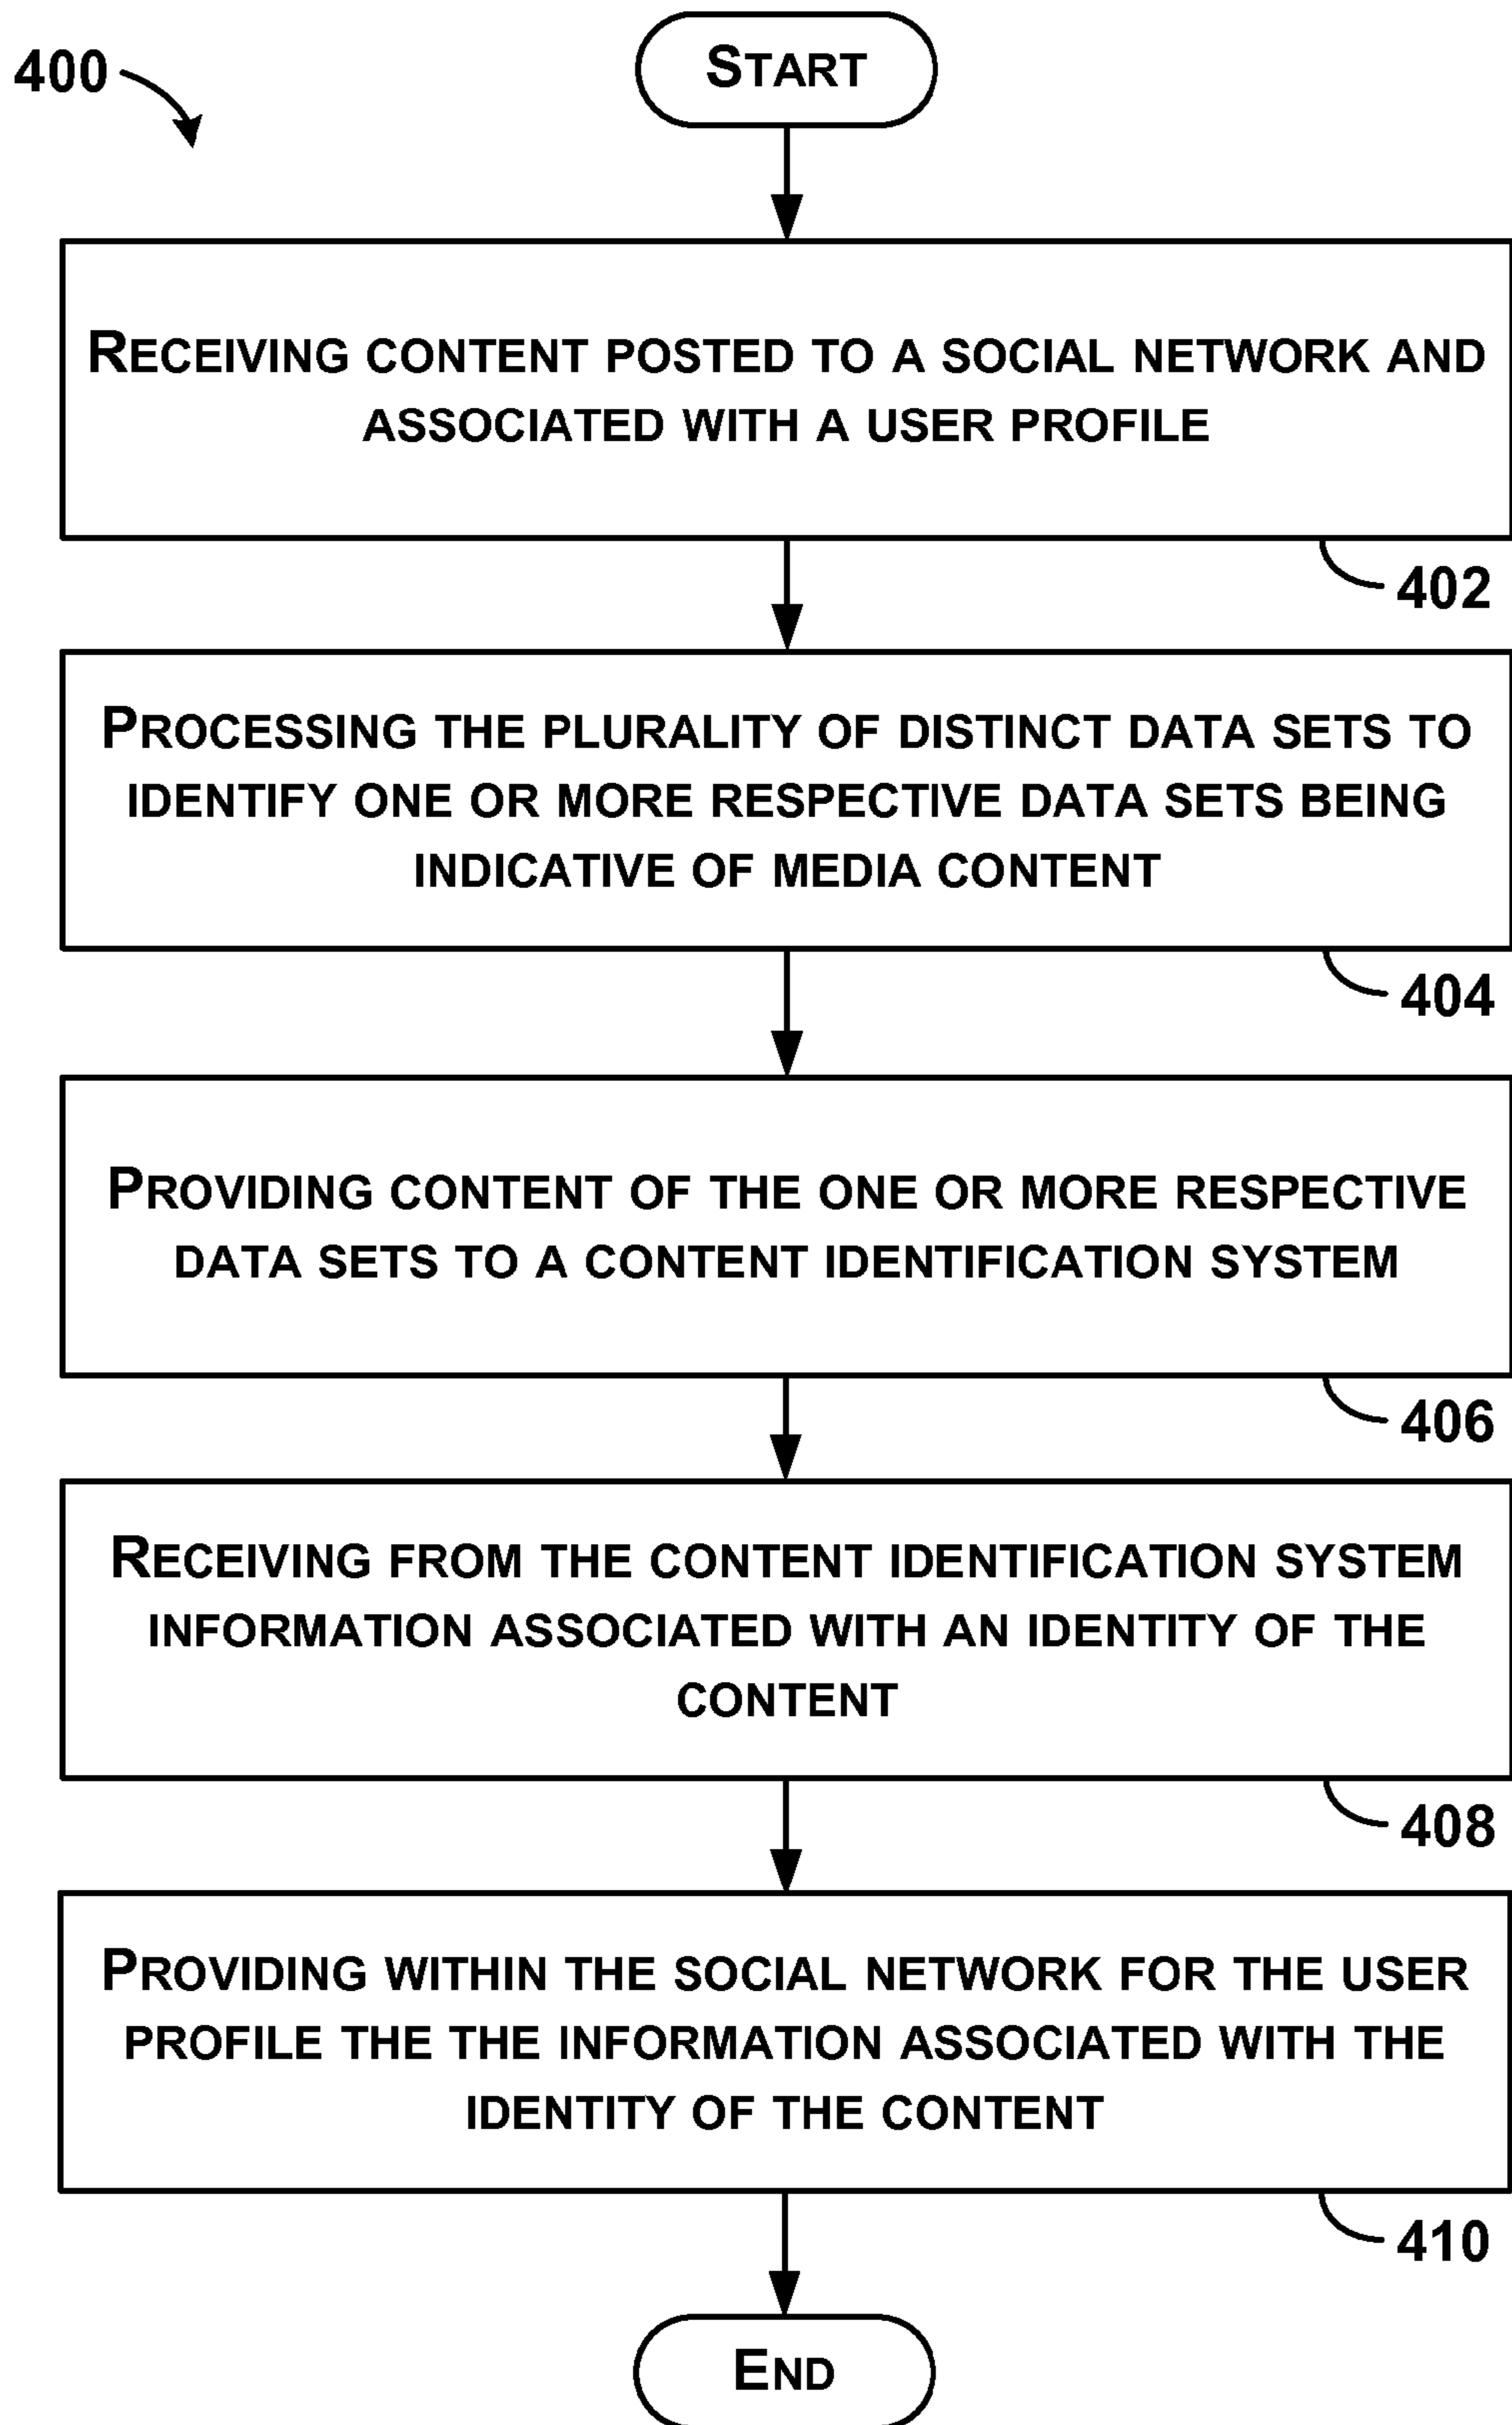 400
START
RECEIVING CONTENT POSTED TO A SOCIAL NETWORK AND
ASSOCIATED WITH A USER PROFILE
402
PROCESSING THE PLURALITY OF DISTINCT DATA SETS TO
IDENTIFY ONE OR MORE RESPECTIVE DATA SETS BEING
INDICATIVE OF MEDIA CONTENT
404
PROVIDING CONTENT OF THE ONE OR MORE RESPECTIVE
DATA SETS TO A CONTENT IDENTIFICATION SYSTEM
406
RECEIVING FROM THE CONTENT IDENTIFICATION SYSTEM
INFORMATION ASSOCIATED WITH AN IDENTITY OF THE
CONTENT
408
PROVIDING WITHIN THE SOCIAL NETWORK FOR THE USER
PROFILE THE THE INFORMATION ASSOCIATED WITH THE
IDENTITY OF THE CONTENT
410
END